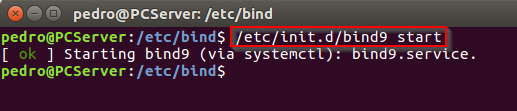 pedro@PCServer: /etc/bind
pedro@PCServer:/etc/bind$ /etc/init.d/bind9 start
[ ok ] Starting bind9 (via systemctl): bind9.service.
pedro@PCServer:/etc/bind$